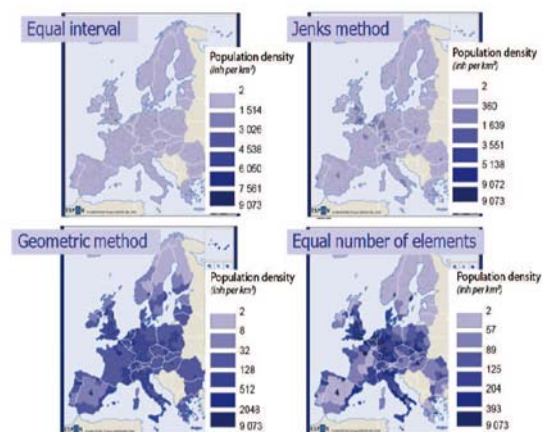 Equal interval
Population density
(inh per km²)
2
1 514
3 026
4 538
6 050
7 561
9 073
Jenks method
Population density
(inh per km²)
2
360
1 639
3 551
5 138
9 072
9 073
Geometric method
Population density
(inh per km²)
2
8
32
128
512
2048
9 073
Equal number of elements
Population density
(inh per km²)
2
57
89
125
204
393
9 073